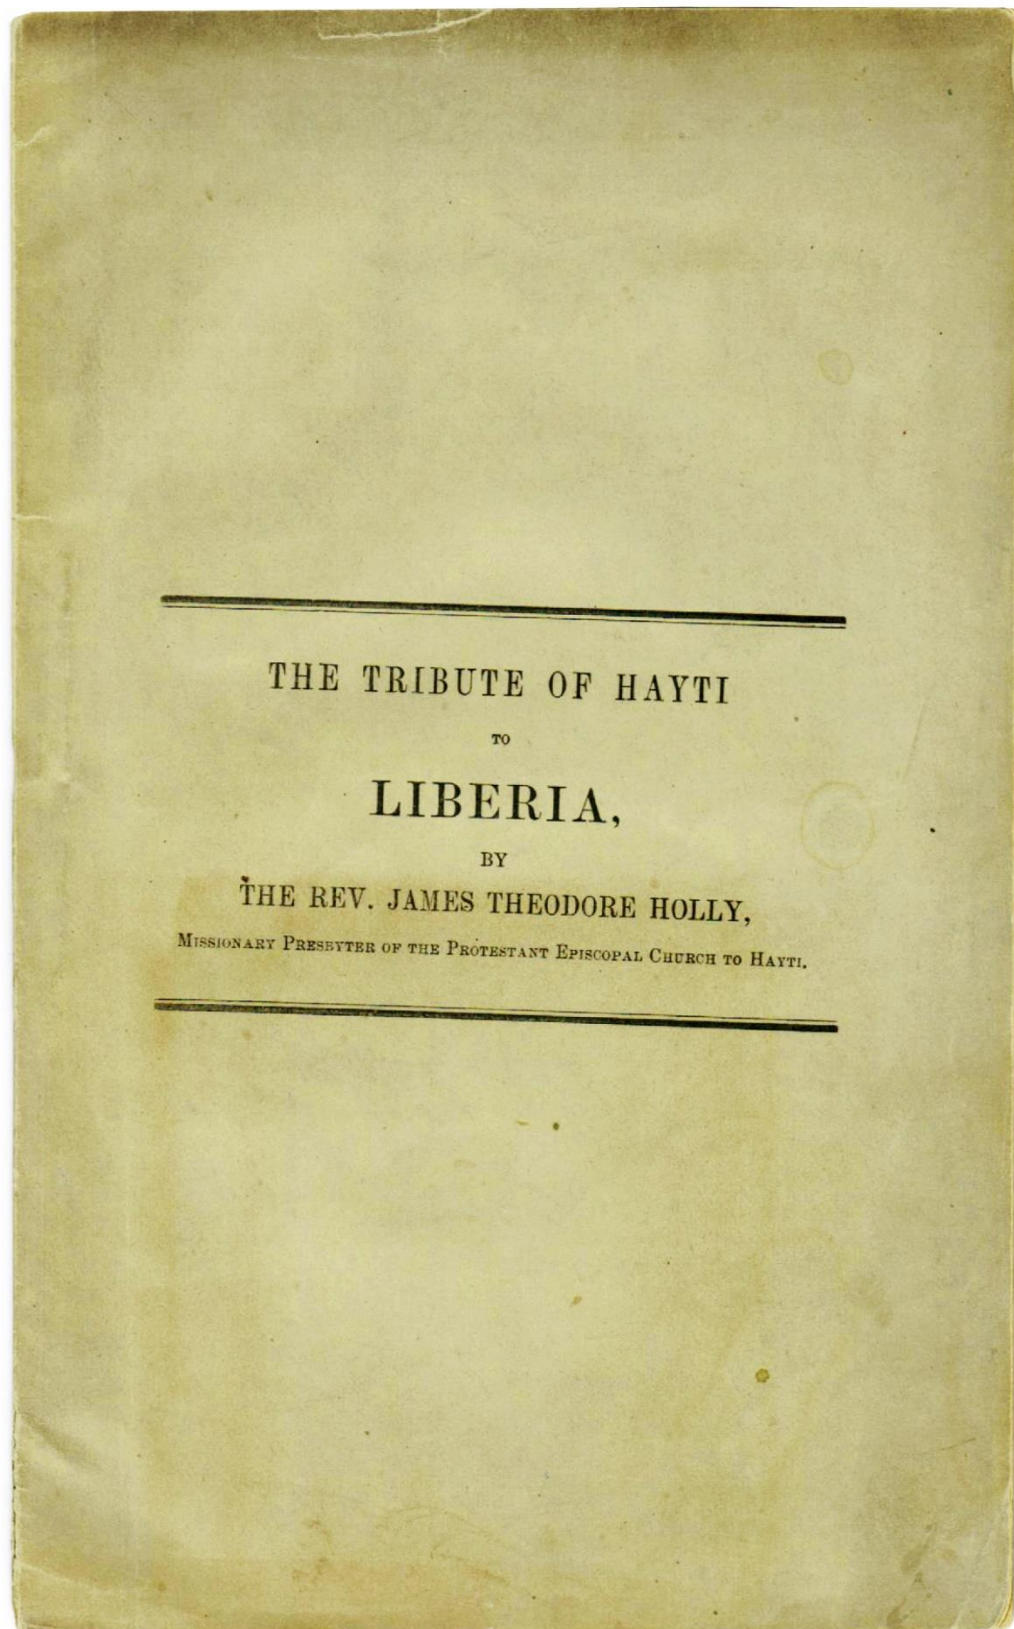 THE TRIBUTE OF HAYTI
TO
LIBERIA,
BY
THE REV. JAMES THEODORE HOLLY,
MISSIONARY PRESBYTER OF THE PROTESTANT EPISCOPAL CHURCH TO HAYTI.